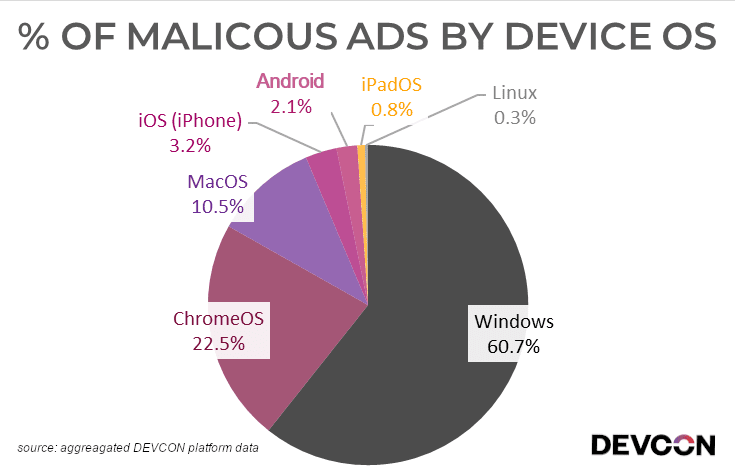 % OF MALICOUS ADS BY DEVICE OS
Android
2.1%
iPadOS
0.8%
Linux
0.3%
iOS (iPhone)
3.2%
MacOS
10.5%
ChromeOS
22.5%
Windows
60.7%
source: aggreagated DEVCON platform data
DEVCON